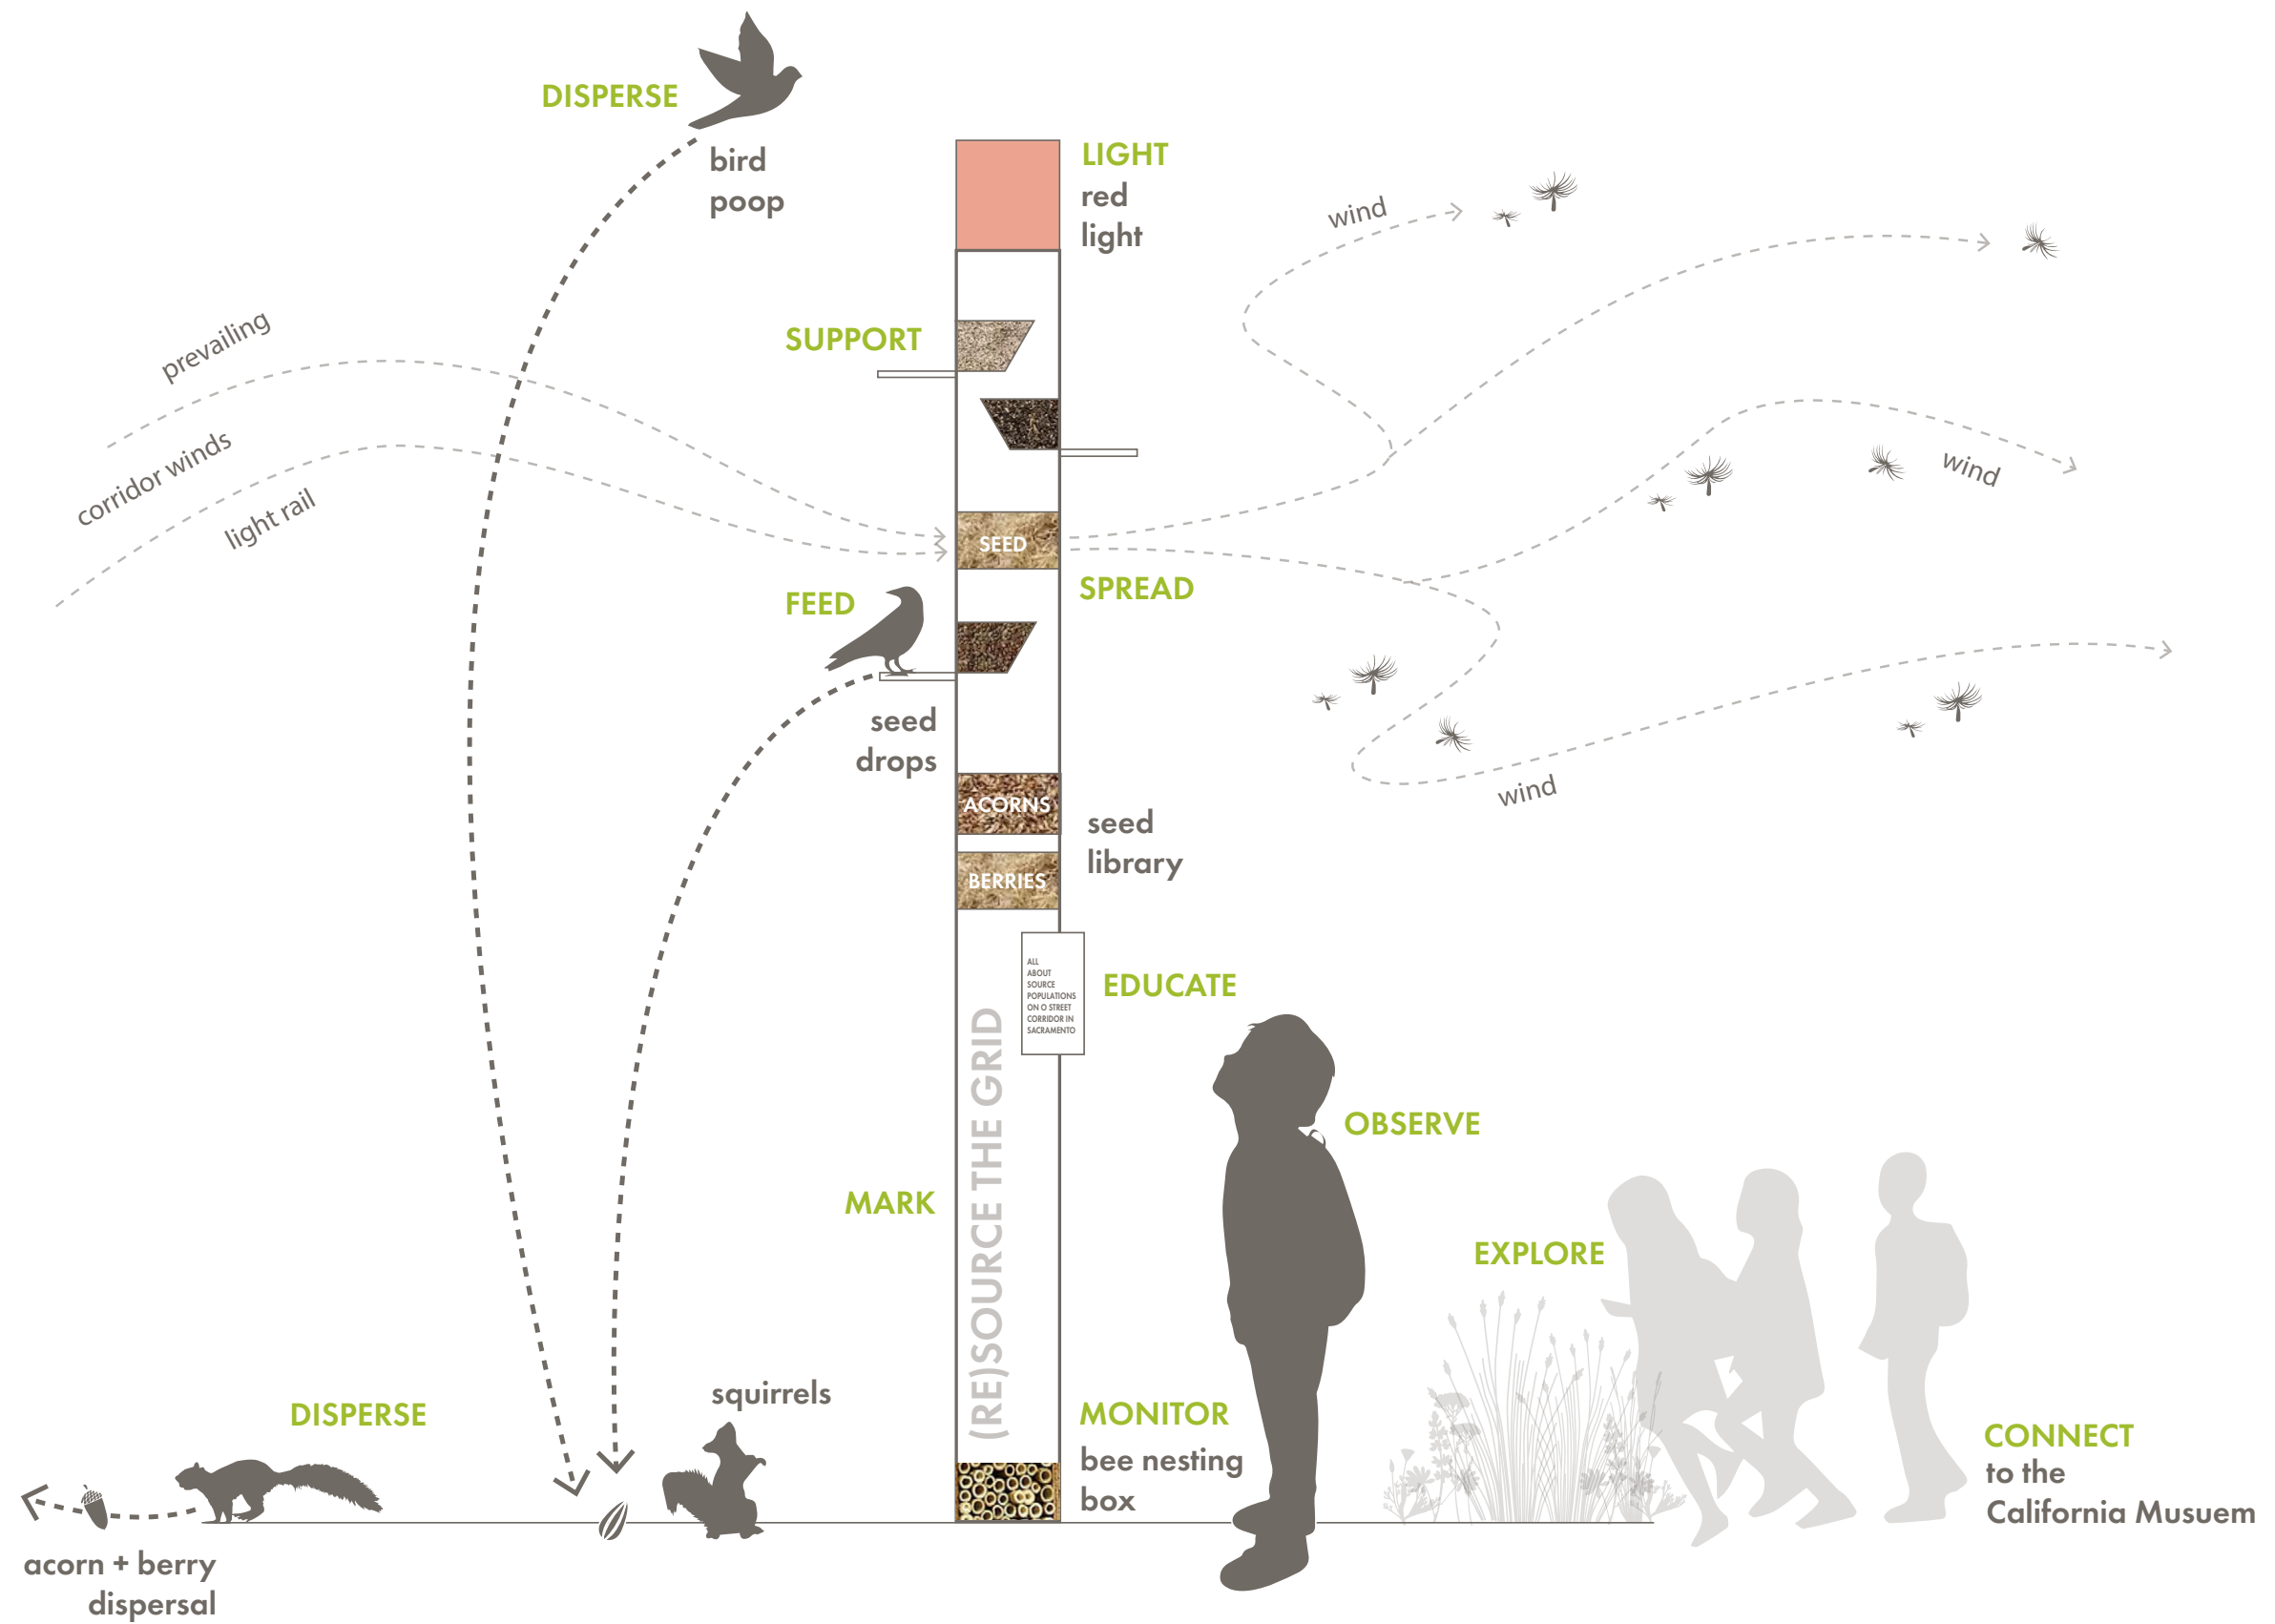 DISPERSE
bird
poop
LIGHT
red
light
wind
prevailing
SUPPORT
corridor winds
light rail
wind
SEED
SPREAD
FEED
seed
drops
wind
ACORNS
seed
library
BERRIES
ALL
ABOUT
SOURCE
POPULATIONS
ON O STREET
CORRIDOR IN
SACRAMENTO
EDUCATE
(RE)SOURCE THE GRID
OBSERVE
MARK
EXPLORE
squirrels
DISPERSE
MONITOR
bee nesting
box
CONNECT
to the
California Musuem
acorn + berry
dispersal